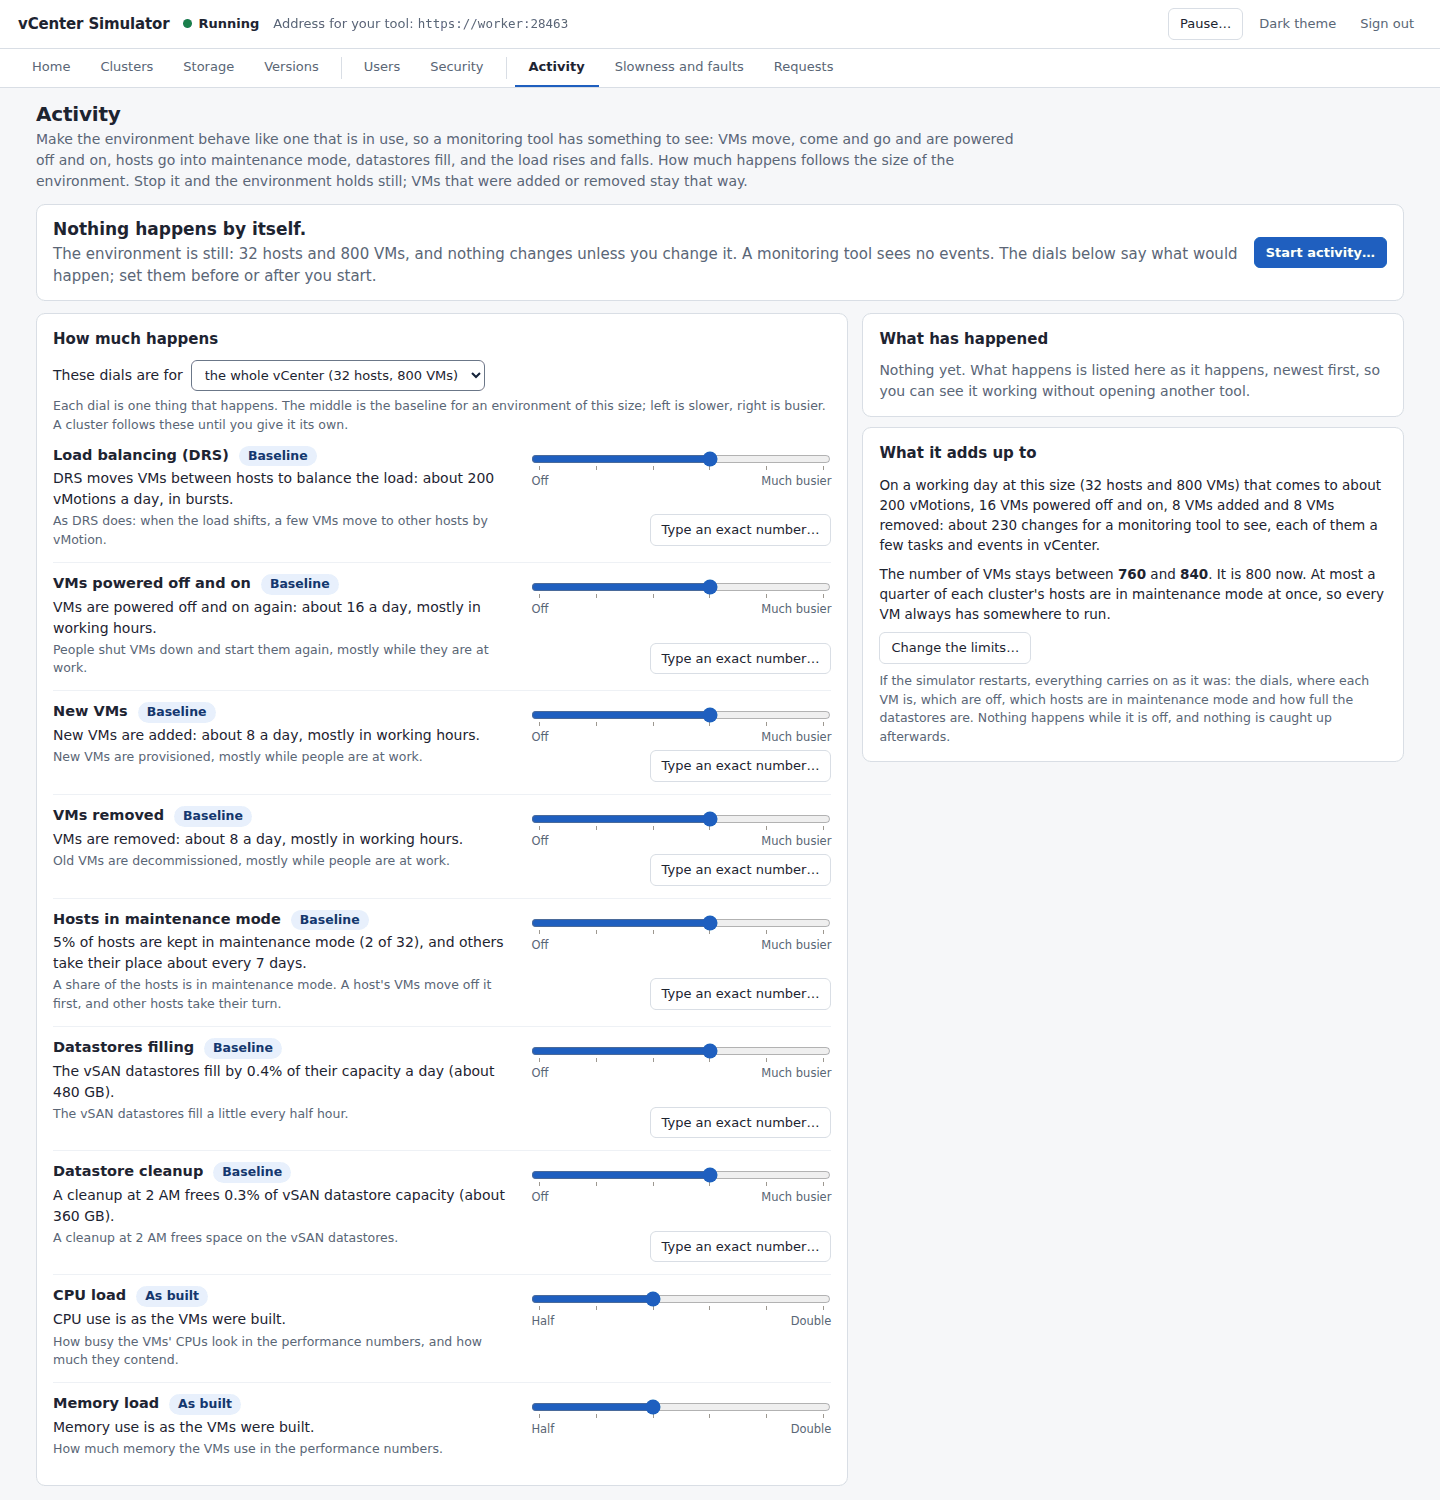 vCenter Simulator
Running
Address for your tool: https://worker:28463
Pause…
Dark theme
Sign out
Home
Clusters
Storage
Versions
Users
Security
Activity
Slowness and faults
Requests
Activity
Make the environment behave like one that is in use, so a monitoring tool has something to see: VMs move, come and go and are powered
off and on, hosts go into maintenance mode, datastores fill, and the load rises and falls. How much happens follows the size of the
environment. Stop it and the environment holds still; VMs that were added or removed stay that way.
Nothing happens by itself.
The environment is still: 32 hosts and 800 VMs, and nothing changes unless you change it. A monitoring tool sees no events. The dials below say what would
happen; set them before or after you start.
Start activity…
How much happens
These dials are for
the whole vCenter (32 hosts, 800 VMs)
Each dial is one thing that happens. The middle is the baseline for an environment of this size; left is slower, right is busier.
A cluster follows these until you give it its own.
Load balancing (DRS)
Baseline
DRS moves VMs between hosts to balance the load: about 200
vMotions a day, in bursts.
As DRS does: when the load shifts, a few VMs move to other hosts by
vMotion.
Off
Much busier
Type an exact number…
VMs powered off and on
Baseline
VMs are powered off and on again: about 16 a day, mostly in
working hours.
People shut VMs down and start them again, mostly while they are at
work.
Off
Much busier
Type an exact number…
New VMs
Baseline
New VMs are added: about 8 a day, mostly in working hours.
New VMs are provisioned, mostly while people are at work.
Off
Much busier
Type an exact number…
VMs removed
Baseline
VMs are removed: about 8 a day, mostly in working hours.
Old VMs are decommissioned, mostly while people are at work.
Off
Much busier
Type an exact number…
Hosts in maintenance mode
Baseline
5% of hosts are kept in maintenance mode (2 of 32), and others
take their place about every 7 days.
A share of the hosts is in maintenance mode. A host's VMs move off it
first, and other hosts take their turn.
Off
Much busier
Type an exact number…
Datastores filling
Baseline
The vSAN datastores fill by 0.4% of their capacity a day (about
480 GB).
The vSAN datastores fill a little every half hour.
Off
Much busier
Type an exact number…
Datastore cleanup
Baseline
A cleanup at 2 AM frees 0.3% of vSAN datastore capacity (about
360 GB).
A cleanup at 2 AM frees space on the vSAN datastores.
Off
Much busier
Type an exact number…
CPU load
As built
CPU use is as the VMs were built.
How busy the VMs' CPUs look in the performance numbers, and how
much they contend.
Half
Double
Memory load
As built
Memory use is as the VMs were built.
How much memory the VMs use in the performance numbers.
Half
Double
What has happened
Nothing yet. What happens is listed here as it happens, newest first, so
you can see it working without opening another tool.
What it adds up to
On a working day at this size (32 hosts and 800 VMs) that comes to about
200 vMotions, 16 VMs powered off and on, 8 VMs added and 8 VMs
removed: about 230 changes for a monitoring tool to see, each of them a
few tasks and events in vCenter.
The number of VMs stays between 760 and 840. It is 800 now. At most a
quarter of each cluster's hosts are in maintenance mode at once, so every
VM always has somewhere to run.
Change the limits…
If the simulator restarts, everything carries on as it was: the dials, where each
VM is, which are off, which hosts are in maintenance mode and how full the
datastores are. Nothing happens while it is off, and nothing is caught up
afterwards.